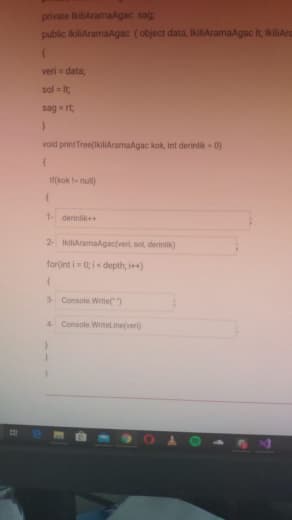 private IkiliAramaAgac sag;
public IkiliAramaAgac ( object data, IkiliAramaAgac lt,
{
veri = data;
sol = lt;
sag = rt;
}
void printTree(IkiliAramaAgac kok, int derinlik = 0)
{
if(kok != null)
{
1- derinlik++ ;
2- IkiliAramaAgac(veri, sol, derinlik) ;
for(int i = 0; i < depth; i++)
{
3- Console.Write(" ") ;
4- Console.WriteLine(veri) ;
}
}
}